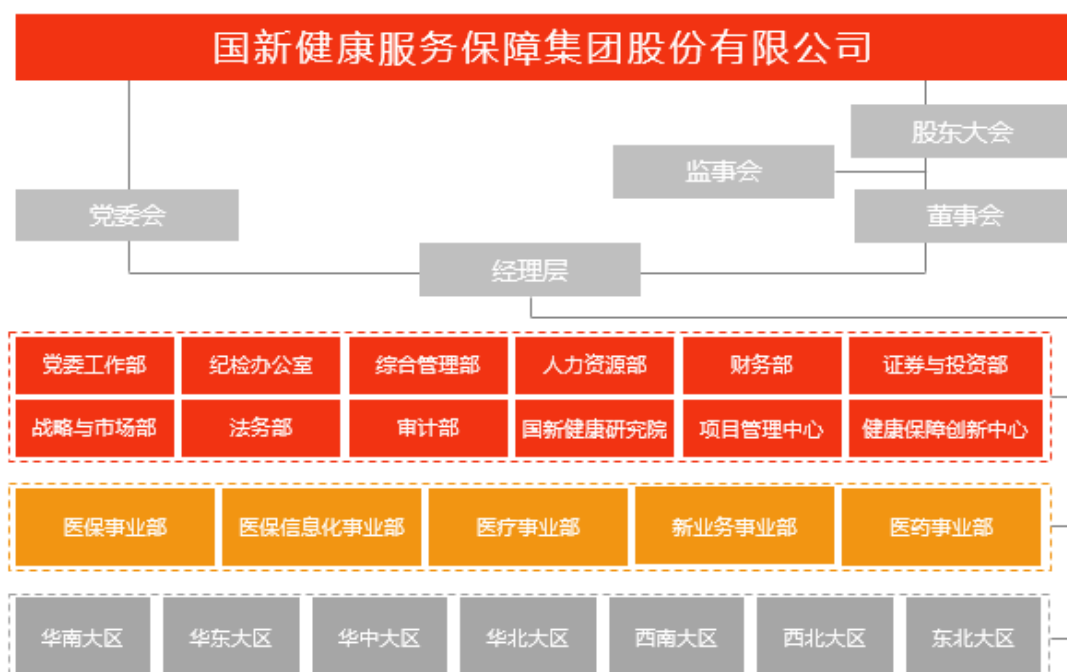 国新健康服务保障集团股份有限公司
股东大会
监事会
党委会
董事会
经理层
党委工作部 纪检办公室 综合管理部 人力资源部 财务部 证券与投资部
战略与市场部 法务部 审计部 国新健康研究院 项目管理中心 健康保障创新中心
医保事业部 医保信息化事业部 医疗事业部 新业务事业部 医药事业部
华南大区 华东大区 华中大区 华北大区 西南大区 西北大区 东北大区